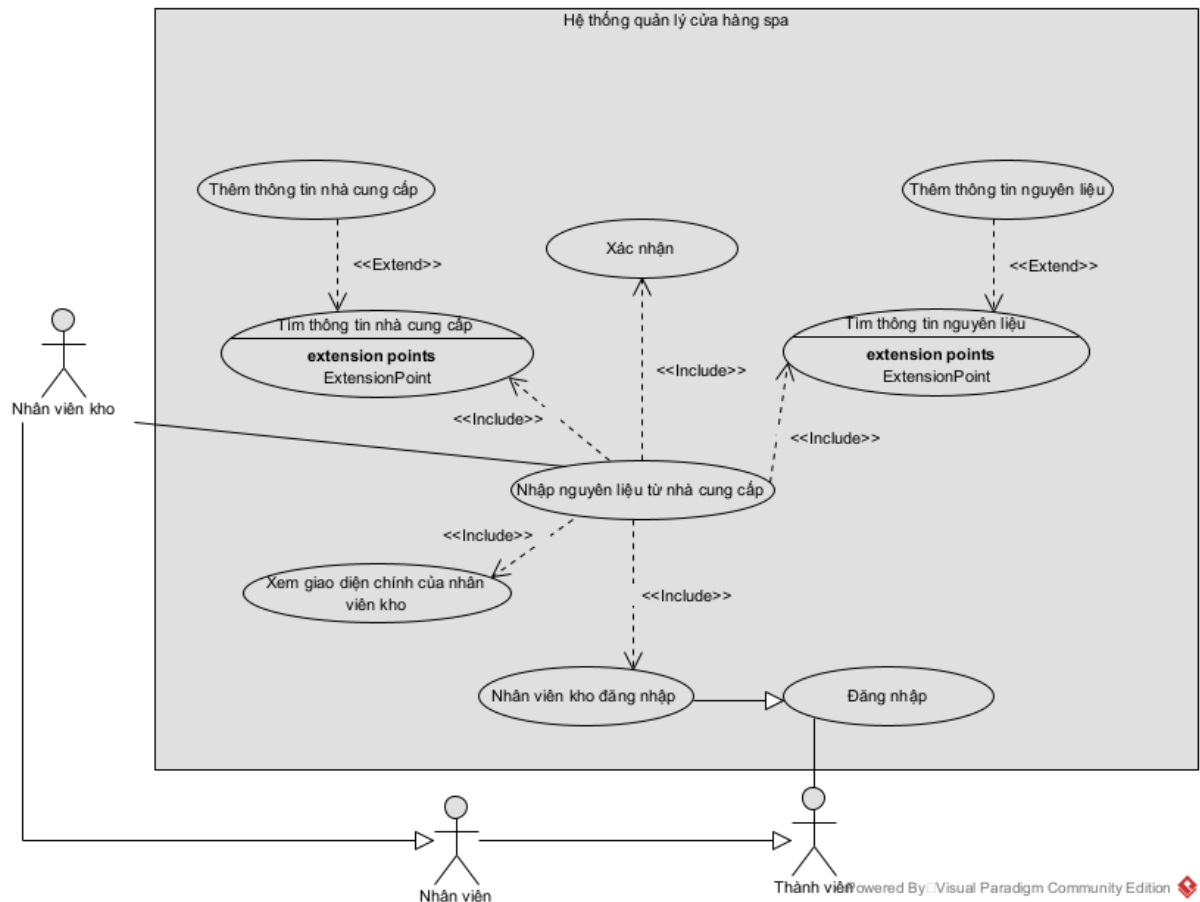 Hệ thống quản lý cửa hàng spa
Thêm thông tin nhà cung cấp
Thêm thông tin nguyên liệu
Xác nhận
<<Extend>>
<<Extend>>
Tìm thông tin nhà cung cấp
extension points
ExtensionPoint
Tìm thông tin nguyên liệu
extension points
ExtensionPoint
<<Include>>
Nhân viên kho
<<Include>>
<<Include>>
Nhập nguyên liệu từ nhà cung cấp
<<Include>>
Xem giao diện chính của nhân
viên kho
<<Include>>
Nhân viên kho đăng nhập
Đăng nhập
Nhân viên
Thành viên
Powered By Visual Paradigm Community Edition